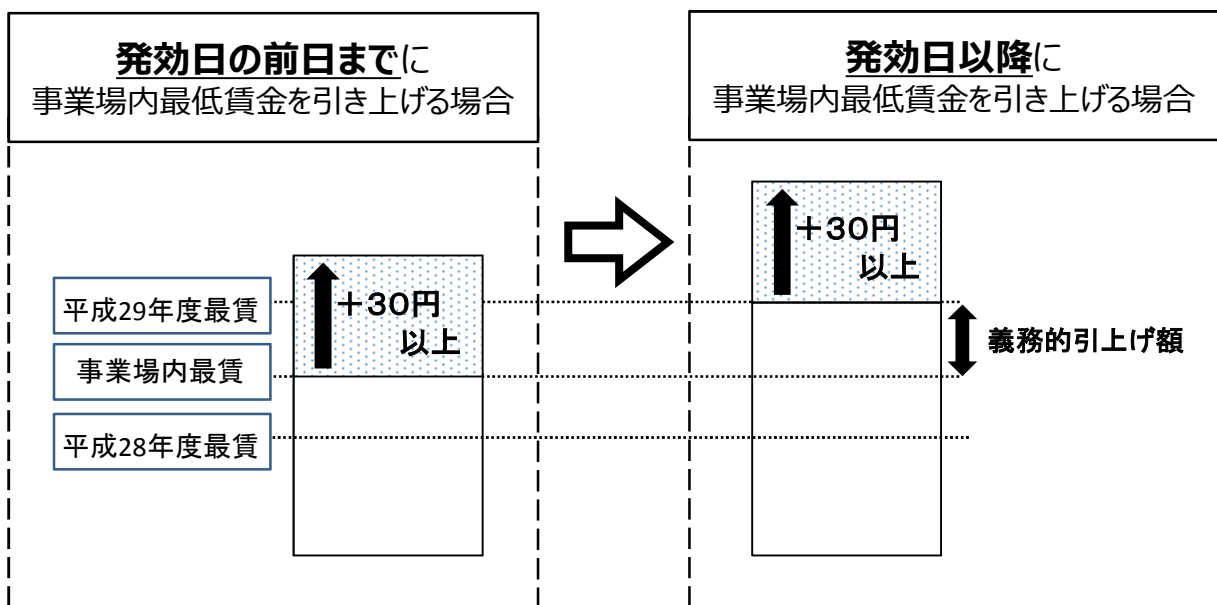 発効日の前日までに
事業場内最低賃金を引き上げる場合
発効日以降に
事業場内最低賃金を引き上げる場合
平成29年度最賃
事業場内最賃
平成28年度最賃
＋30円
以上
＋30円
以上
義務的引上げ額